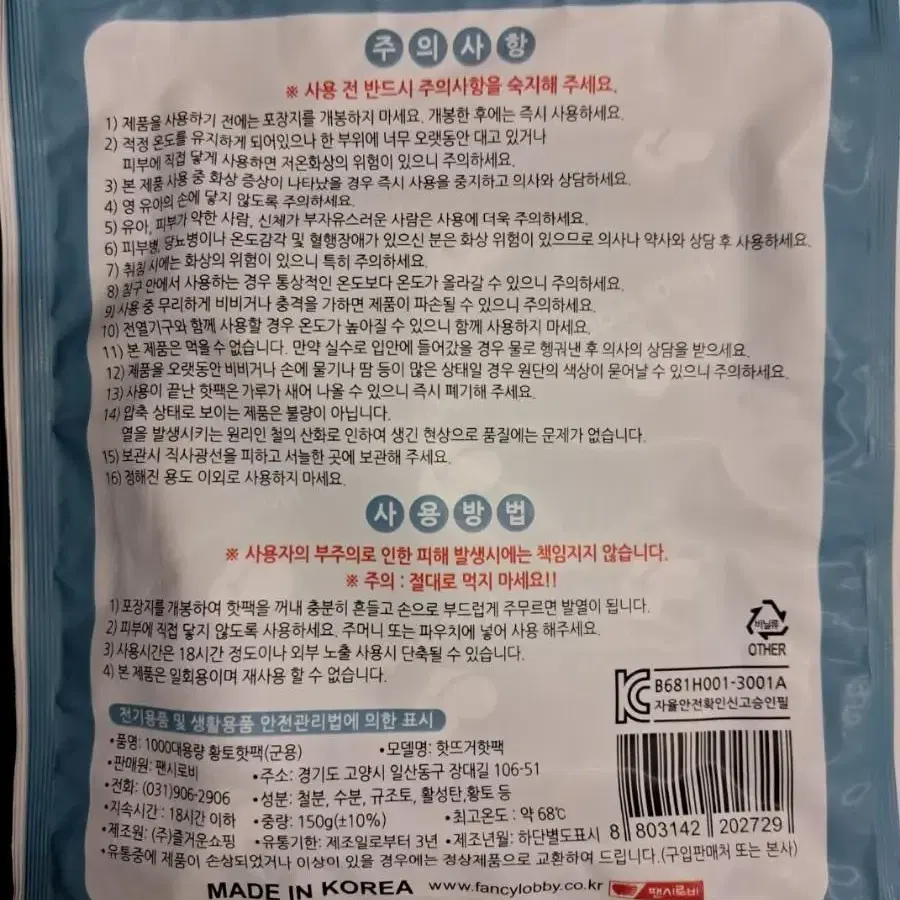 주의사항
※ 사용 전 반드시 주의사항을 숙지해 주세요.
1) 제품을 사용하기 전에는 포장지를 개봉하지 마세요. 개봉한 후에는 즉시 사용하세요.
2) 적정 온도를 유지하게 되어있으나 한 부위에 너무 오랫동안 대고 있거나
피부에 직접 닿게 사용하면 저온화상의 위험이 있으니 주의하세요.
3) 본 제품 사용 중 화상 증상이 나타났을 경우 즉시 사용을 중지하고 의사와 상담하세요.
4) 영 유아의 손에 닿지 않도록 주의하세요.
5) 유아, 피부가 약한 사람, 신체가 부자유스러운 사람은 사용에 더욱 주의하세요.
6) 피부병, 당뇨병이나 온도감각 및 혈행장애가 있으신 분은 화상 위험이 있으므로 의사나 약사와 상담 후 사용하세요.
7) 취침 시에는 화상의 위험이 있으니 특히 주의하세요.
8) 침구 안에서 사용하는 경우 통상적인 온도보다 온도가 올라갈 수 있으니 주의하세요.
9) 사용 중 무리하게 비비거나 충격을 가하면 제품이 파손될 수 있으니 주의하세요.
10) 전열기구와 함께 사용할 경우 온도가 높아질 수 있으니 함께 사용하지 마세요.
11) 본 제품은 먹을 수 없습니다. 만약 실수로 입안에 들어갔을 경우 물로 헹궈낸 후 의사의 상담을 받으세요.
12) 제품을 오랫동안 비비거나 손에 물기나 땀 등이 많은 상태일 경우 원단의 색상이 묻어날 수 있으니 주의하세요.
13) 사용이 끝난 핫팩은 가루가 새어 나올 수 있으니 즉시 폐기해 주세요.
14) 압축 상태로 보이는 제품은 불량이 아닙니다.
열을 발생시키는 원리인 철의 산화로 인하여 생긴 현상으로 품질에는 문제가 없습니다.
15) 보관시 직사광선을 피하고 서늘한 곳에 보관해 주세요.
16) 정해진 용도 이외로 사용하지 마세요.
사용방법
※ 사용자의 부주의로 인한 피해 발생시에는 책임지지 않습니다.
※ 주의 : 절대로 먹지 마세요!!
1) 포장지를 개봉하여 핫팩을 꺼내 충분히 흔들고 손으로 부드럽게 주무르면 발열이 됩니다.
2) 피부에 직접 닿지 않도록 사용하세요. 주머니 또는 파우치에 넣어 사용 해주세요.
3) 사용시간은 18시간 정도이나 외부 노출 사용시 단축될 수 있습니다.
4) 본 제품은 일회용이며 재사용 할 수 없습니다.
비닐류
OTHER
B681H001-3001A
자율안전확인신고승인필
전기용품 및 생활용품 안전관리법에 의한 표시
•품명: 1000대용량 황토핫팩(군용) •모델명: 핫뜨거핫팩
•판매원: 팬시로비 •주소: 경기도 고양시 일산동구 장대길 106-51
•전화: (031)906-2906 •성분: 철분, 수분, 규조토, 활성탄,황토 등
•지속시간 : 18시간 이하 •중량: 150g(±10%) •최고온도 : 약 68℃
•제조원: (주)즐거운쇼핑 •유통기한: 제조일로부터 3년 •제조년월: 하단별도표시
8 803142 202729
*유통중에 제품이 손상되었거나 이상이 있을 경우에는 정상제품으로 교환하여 드립니다.(구입판매처 또는 본사)
MADE IN KOREA www.fancylobby.co.kr 팬시로비